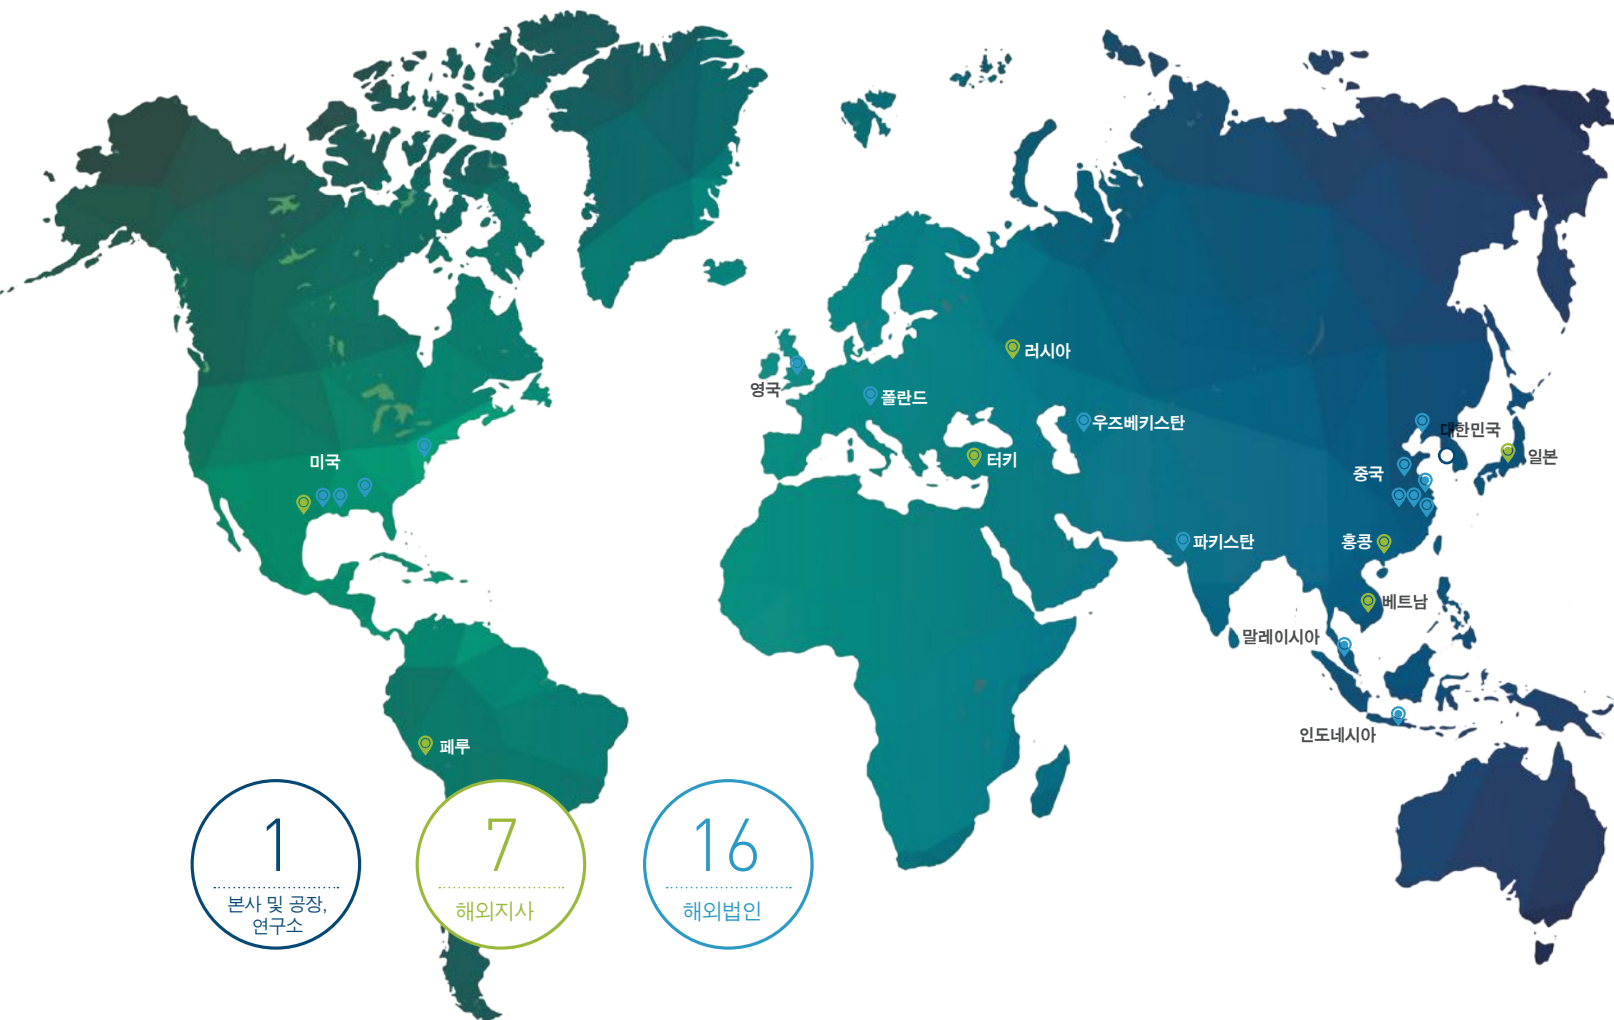 러시아
영국
폴란드
우즈베키스탄
대한민국
터키
일본
미국
중국
파키스탄
홍콩
베트남
말레이시아
인도네시아
페루
1
본사 및 공장,
연구소
7
해외지사
16
해외법인